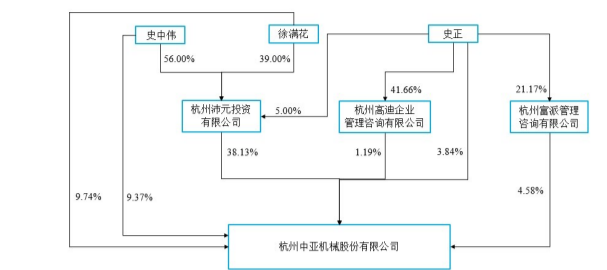 史中伟
徐满花
史正
56.00%
39.00%
41.66%
21.17%
杭州沛元投资
有限公司
5.00%
杭州高迪企业
管理咨询有限公司
杭州富派管理
咨询有限公司
38.13%
1.19%
3.84%
9.74%
9.37%
4.58%
杭州中亚机械股份有限公司